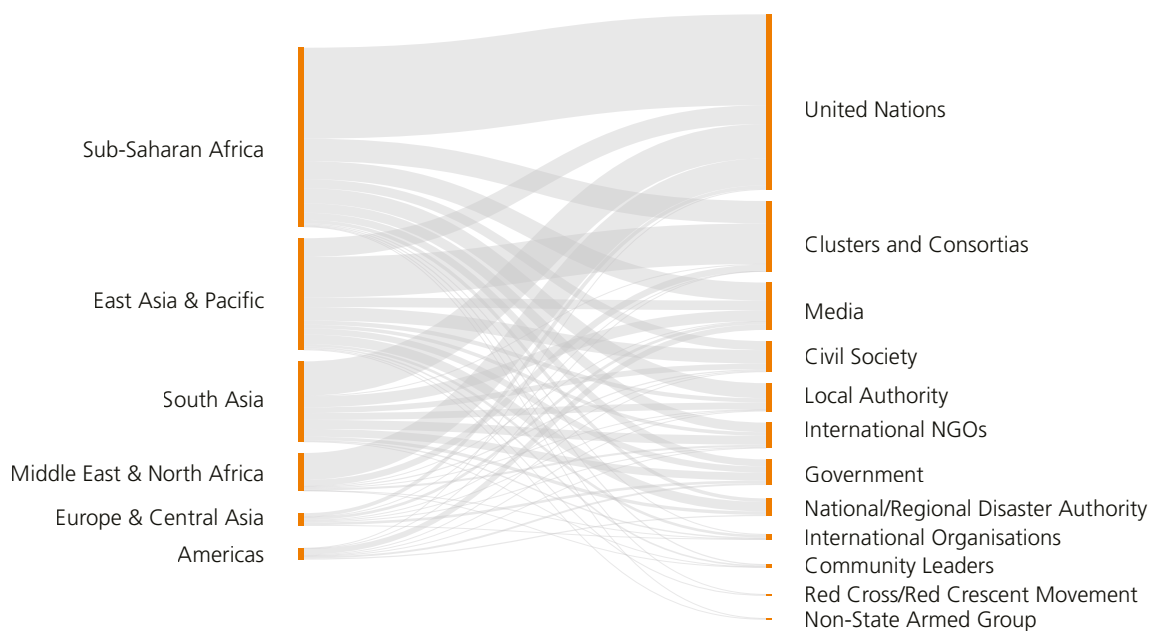 Sub-Saharan Africa
East Asia & Pacific
South Asia
Middle East & North Africa
Europe & Central Asia
Americas
United Nations
Clusters and Consortias
Media
Civil Society
Local Authority
International NGOs
Government
National/Regional Disaster Authority
International Organisations
Community Leaders
Red Cross/Red Crescent Movement
Non-State Armed Group